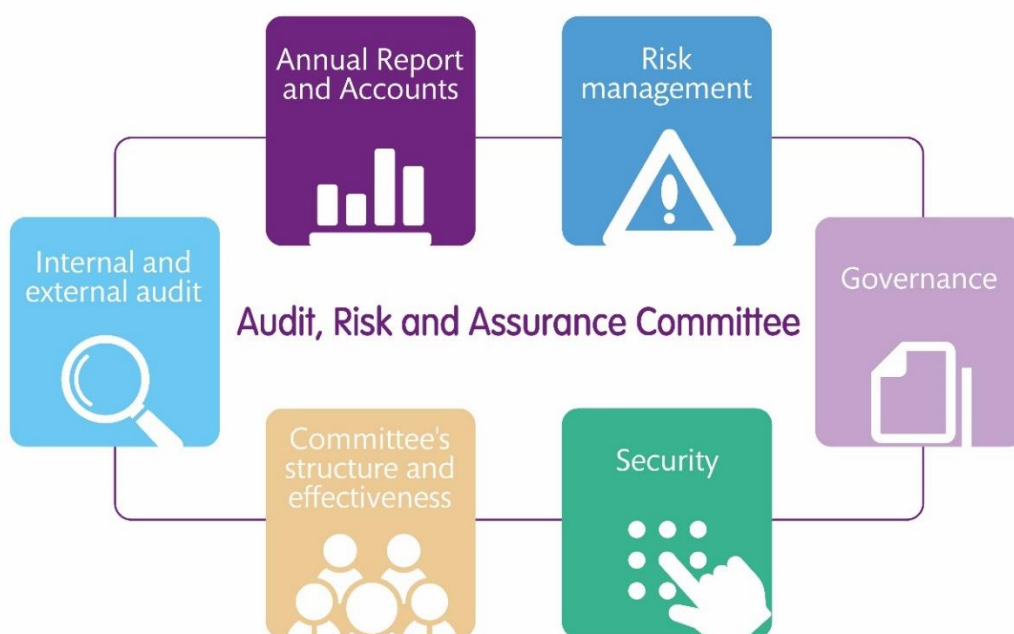 Annual Report
and Accounts
Risk
management
Internal and
external audit
Governance
Audit, Risk and Assurance Committee
Committee's
structure and
effectiveness
Security